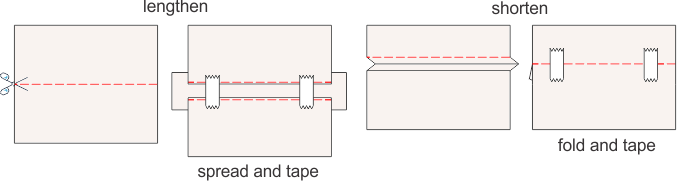 lengthen
shorten
spread and tape
fold and tape